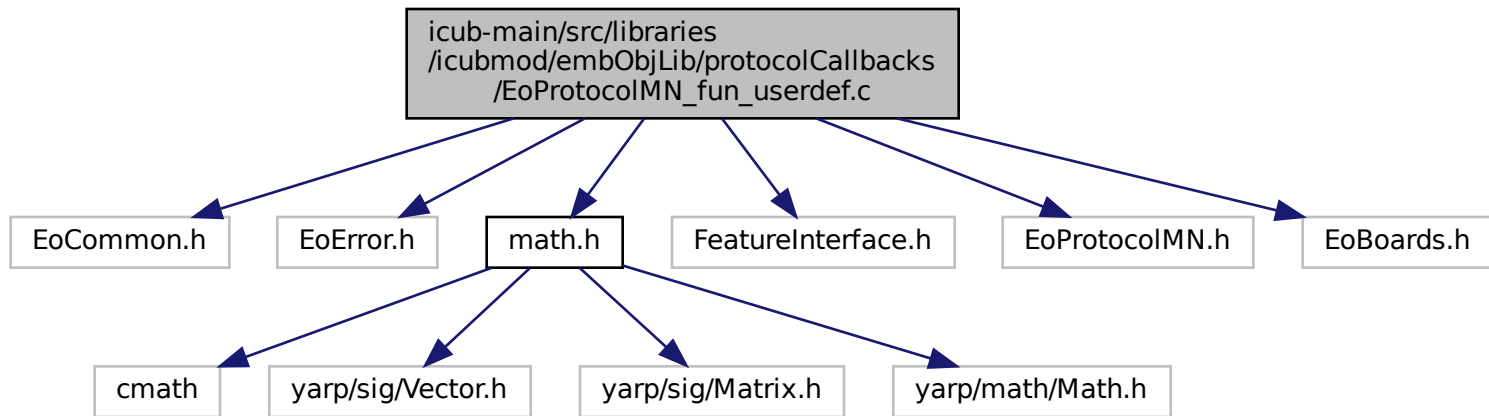 icub-main/src/libraries
/icubmod/embObjLib/protocolCallbacks
/EoProtocolMN_fun_userdef.c
EoCommon.h
EoError.h
math.h
FeatureInterface.h
EoProtocolMN.h
EoBoards.h
cmath
yarp/sig/Vector.h
yarp/sig/Matrix.h
yarp/math/Math.h